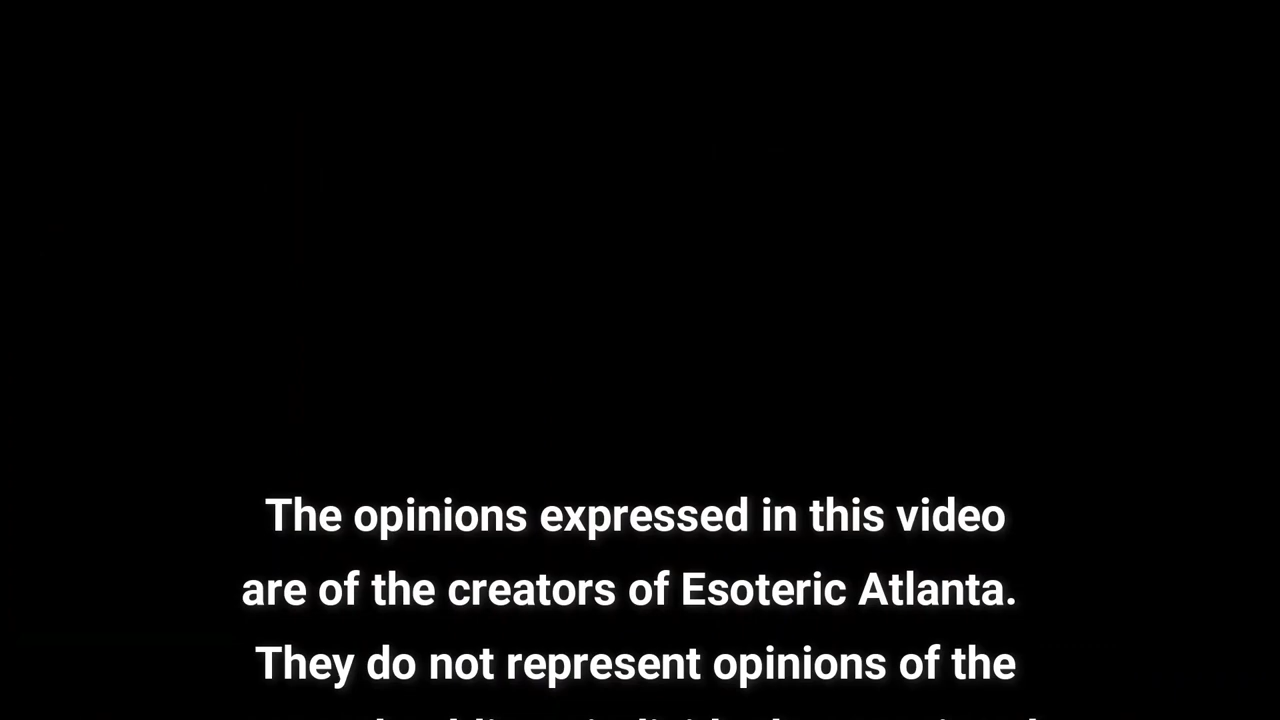 The opinions expressed in this video
are of the creators of Esoteric Atlanta.
They do not represent opinions of the